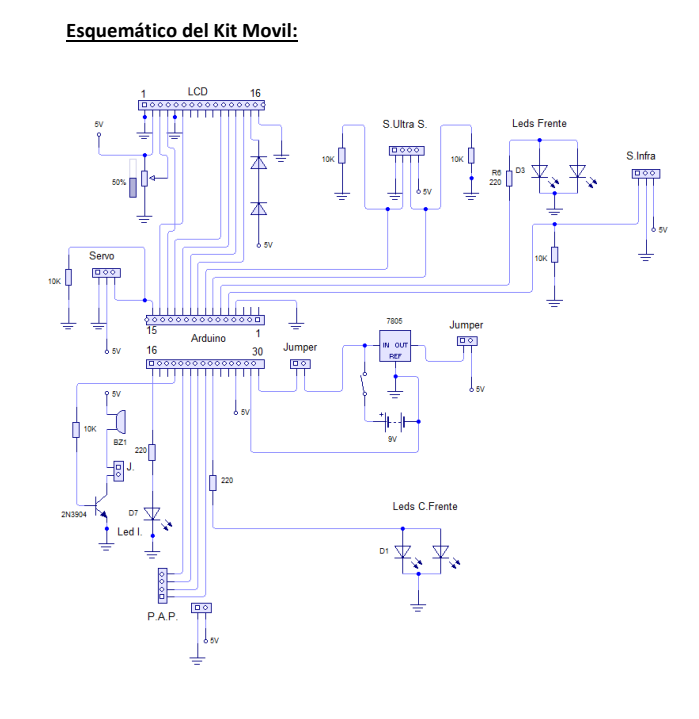 Esquemático del Kit Movil:
1 LCD 16
5V
50%
S.Ultra S.
10K
10K
5V
Leds Frente
R6
220
D3
S.Infra
5V
10K
5V
Servo
10K
5V
15 1
Arduino
16 30
Jumper
7805
IN OUT
REF
Jumper
5V
9V
5V
5V
10K
BZ1
J.
2N3904
220
D7
Led I.
220
Leds C.Frente
D1
P.A.P.
5V